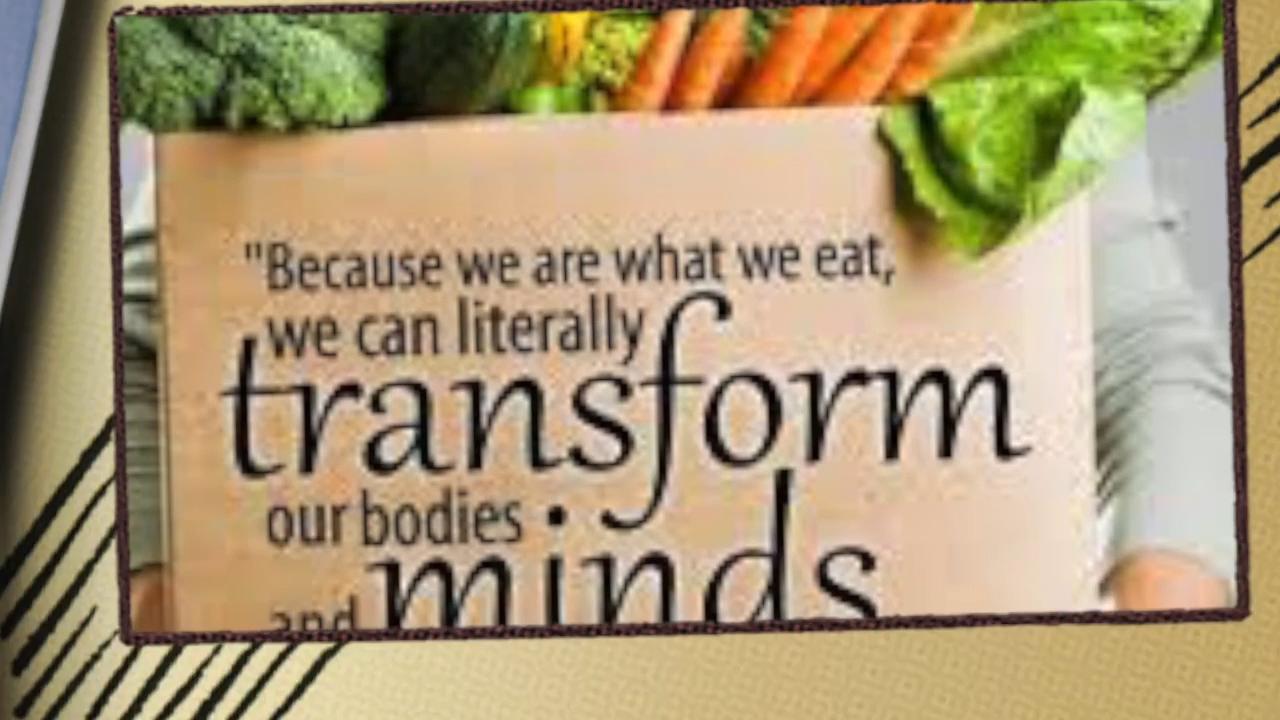 "Because we are what we eat,
we can literally
transform
our bodies
and minds